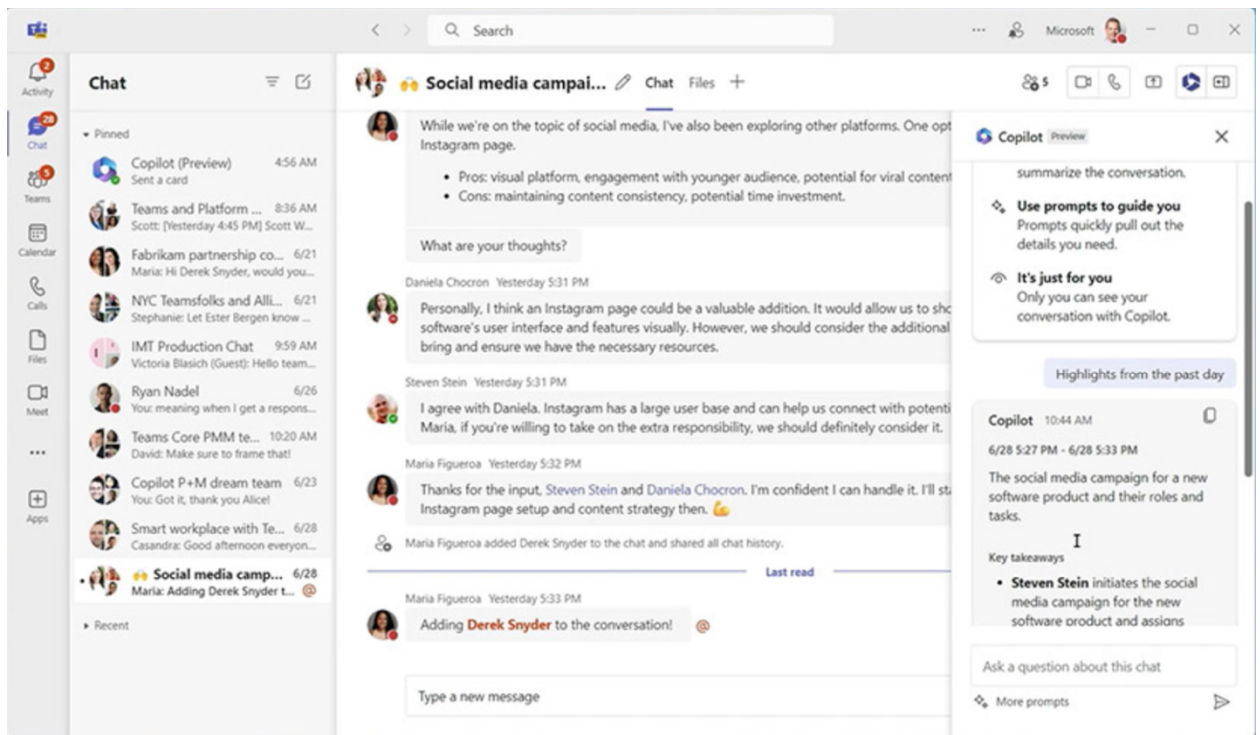 Search
Microsoft
2
Activity
28
Chat
5
Teams
Calendar
Calls
Files
Meet
Apps
Chat
Pinned
Copilot (Preview) 4:56 AM
Sent a card
Teams and Platform ... 8:36 AM
Scott: [Yesterday 4:45 PM] Scott W...
Fabrikam partnership co... 6/21
Maria: Hi Derek Snyder, would you...
NYC Teamsfolks and Alli... 6/21
Stephanie: Let Ester Bergen know ...
IMT Production Chat 9:59 AM
Victoria Blasich (Guest): Hello team...
Ryan Nadel 6/26
You: meaning when I get a respons...
Teams Core PMM te... 10:20 AM
David: Make sure to frame that!
Copilot P+M dream team 6/23
You: Got it, thank you Alice!
Smart workplace with Te... 6/28
Casandra: Good afternoon everyon...
🙌 Social media camp... 6/28
Maria: Adding Derek Snyder t... @
Recent
🙌 Social media campai... Chat Files +
5
While we're on the topic of social media, I've also been exploring other platforms. One opt
Instagram page.
• Pros: visual platform, engagement with younger audience, potential for viral content
• Cons: maintaining content consistency, potential time investment.
What are your thoughts?
Daniela Chocron Yesterday 5:31 PM
Personally, I think an Instagram page could be a valuable addition. It would allow us to sho
software's user interface and features visually. However, we should consider the additional
bring and ensure we have the necessary resources.
Steven Stein Yesterday 5:31 PM
I agree with Daniela. Instagram has a large user base and can help us connect with potenti
Maria, if you're willing to take on the extra responsibility, we should definitely consider it.
Maria Figueroa Yesterday 5:32 PM
Thanks for the input, Steven Stein and Daniela Chocron. I'm confident I can handle it. I'll sta
Instagram page setup and content strategy then. 💪
Maria Figueroa added Derek Snyder to the chat and shared all chat history.
Last read
Maria Figueroa Yesterday 5:33 PM
Adding Derek Snyder to the conversation! @
Type a new message
Copilot Preview
summarize the conversation.
Use prompts to guide you
Prompts quickly pull out the
details you need.
It's just for you
Only you can see your
conversation with Copilot.
Highlights from the past day
Copilot 10:44 AM
6/28 5:27 PM - 6/28 5:33 PM
The social media campaign for a new
software product and their roles and
tasks.
Key takeaways
• Steven Stein initiates the social
media campaign for the new
software product and assigns
Ask a question about this chat
More prompts